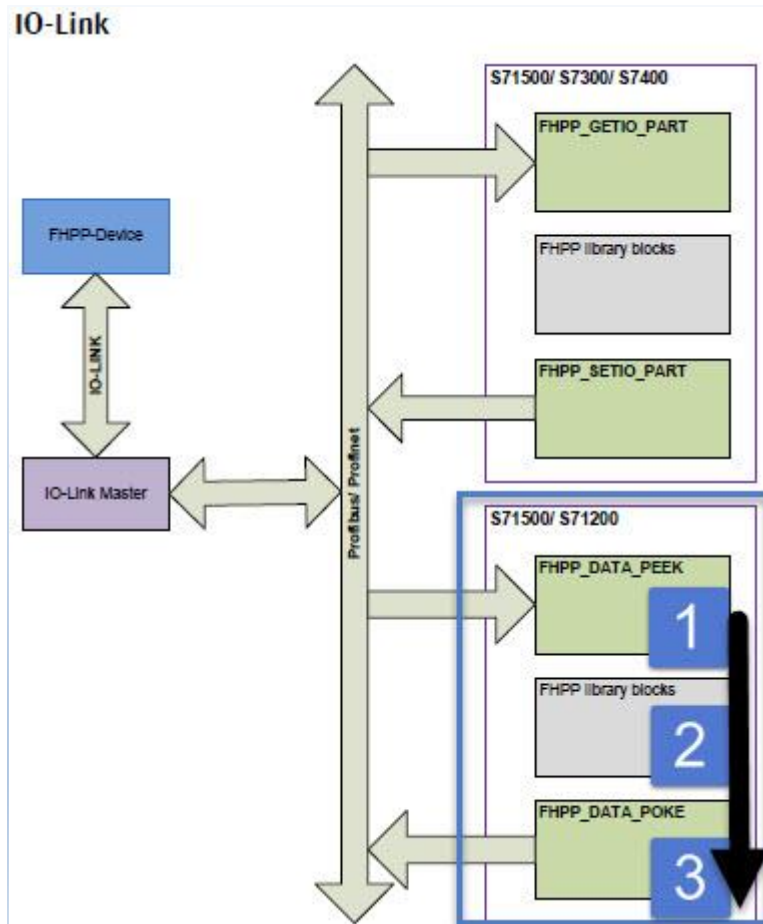 IO-Link
S71500/ S7300/ S7400
FHPP_GETIO_PART
FHPP-Device
FHPP library blocks
IO-LINK
FHPP_SETIO_PART
IO-Link Master
Profibus/ Profinet
S71500/ S71200
FHPP_DATA_PEEK
1
FHPP library blocks
2
FHPP_DATA_POKE
3